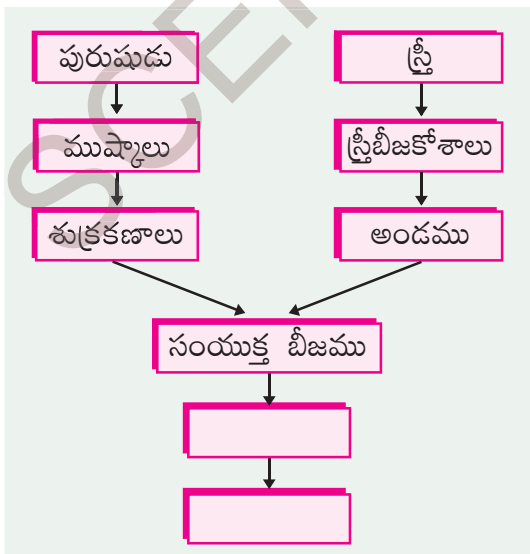 పురుషుడు
స్త్రీ
ముష్కాలు
స్త్రీబీజకోశాలు
శుక్రకణాలు
అండము
సంయుక్త బీజము